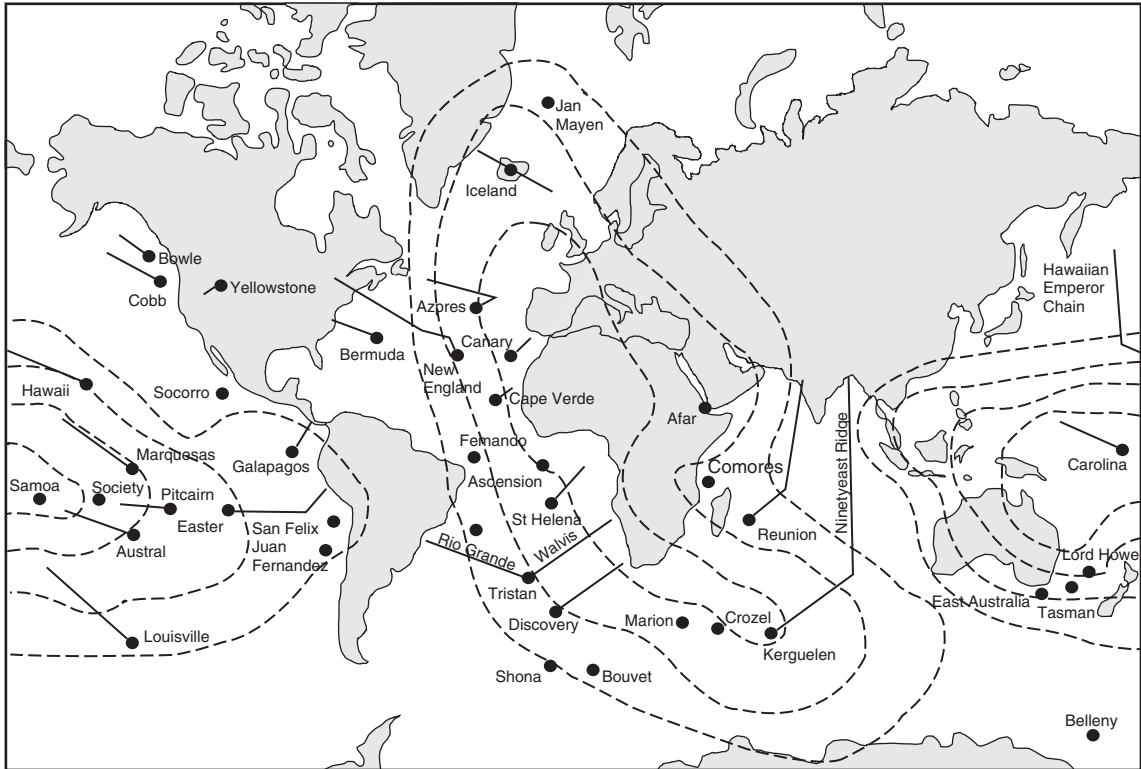 Jan
Mayen
Iceland
Bowle
Cobb
Yellowstone
Hawaiian
Emperor
Chain
Azores
Bermuda
Canary
New
England
Hawaii
Socorro
Cape Verde
Afar
Ninetyeast Ridge
Marquesas
Galapagos
Fernando
Ascension
Comores
Carolina
Samoa
Society
Pitcairn
Easter
San Felix
Juan
Fernandez
St Helena
Reunion
Austral
Rio Grande
Walvis
Lord Howe
Tristan
East Australia
Tasman
Discovery
Marion
Crozel
Louisville
Kerguelen
Shona
Bouvet
Belleny